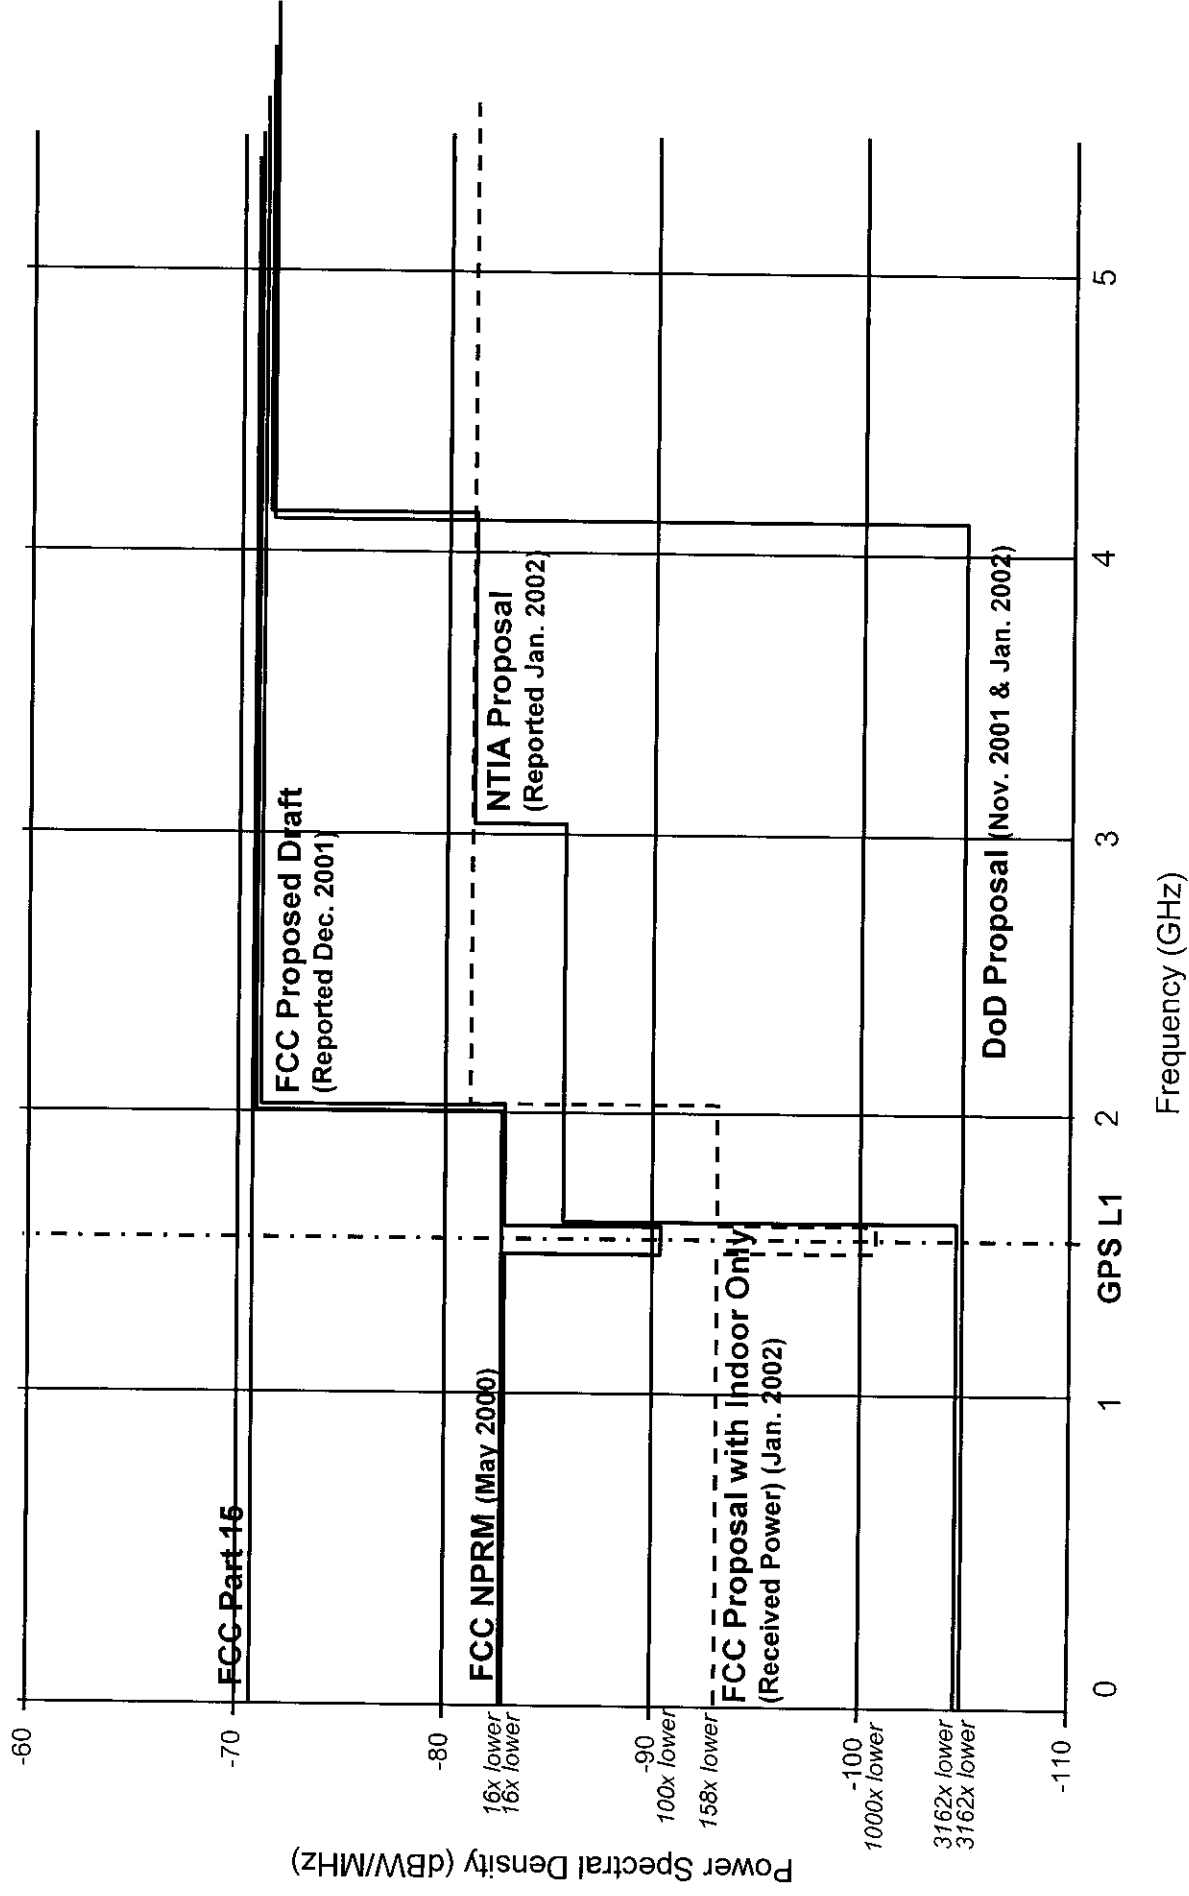 Power Spectral Density (dBW/MHz)
-60
-70
-80
16x lower
16x lower
-90
100x lower
158x lower
-100
1000x lower
3162x lower
3162x lower
-110
FCC Part 15
FCC NPRM (May 2000)
FCC Proposed Draft
(Reported Dec. 2001)
NTIA Proposal
(Reported Jan. 2002)
FCC Proposal with Indoor Only
(Received Power) (Jan. 2002)
DoD Proposal (Nov. 2001 & Jan. 2002)
0
1
GPS L1
2
3
4
5
Frequency (GHz)